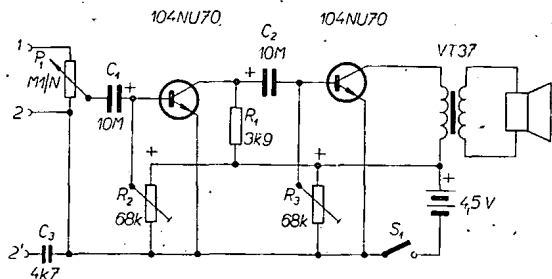 104NU70
104NU70
1
P₁
M1/N
C₁
+
10M
C₂
10M
+
+
VT37
2
R₁
3k9
+
R₂
68k
+
R₃
68k
+
4,5 V
S₁
2'
C₃
4k7